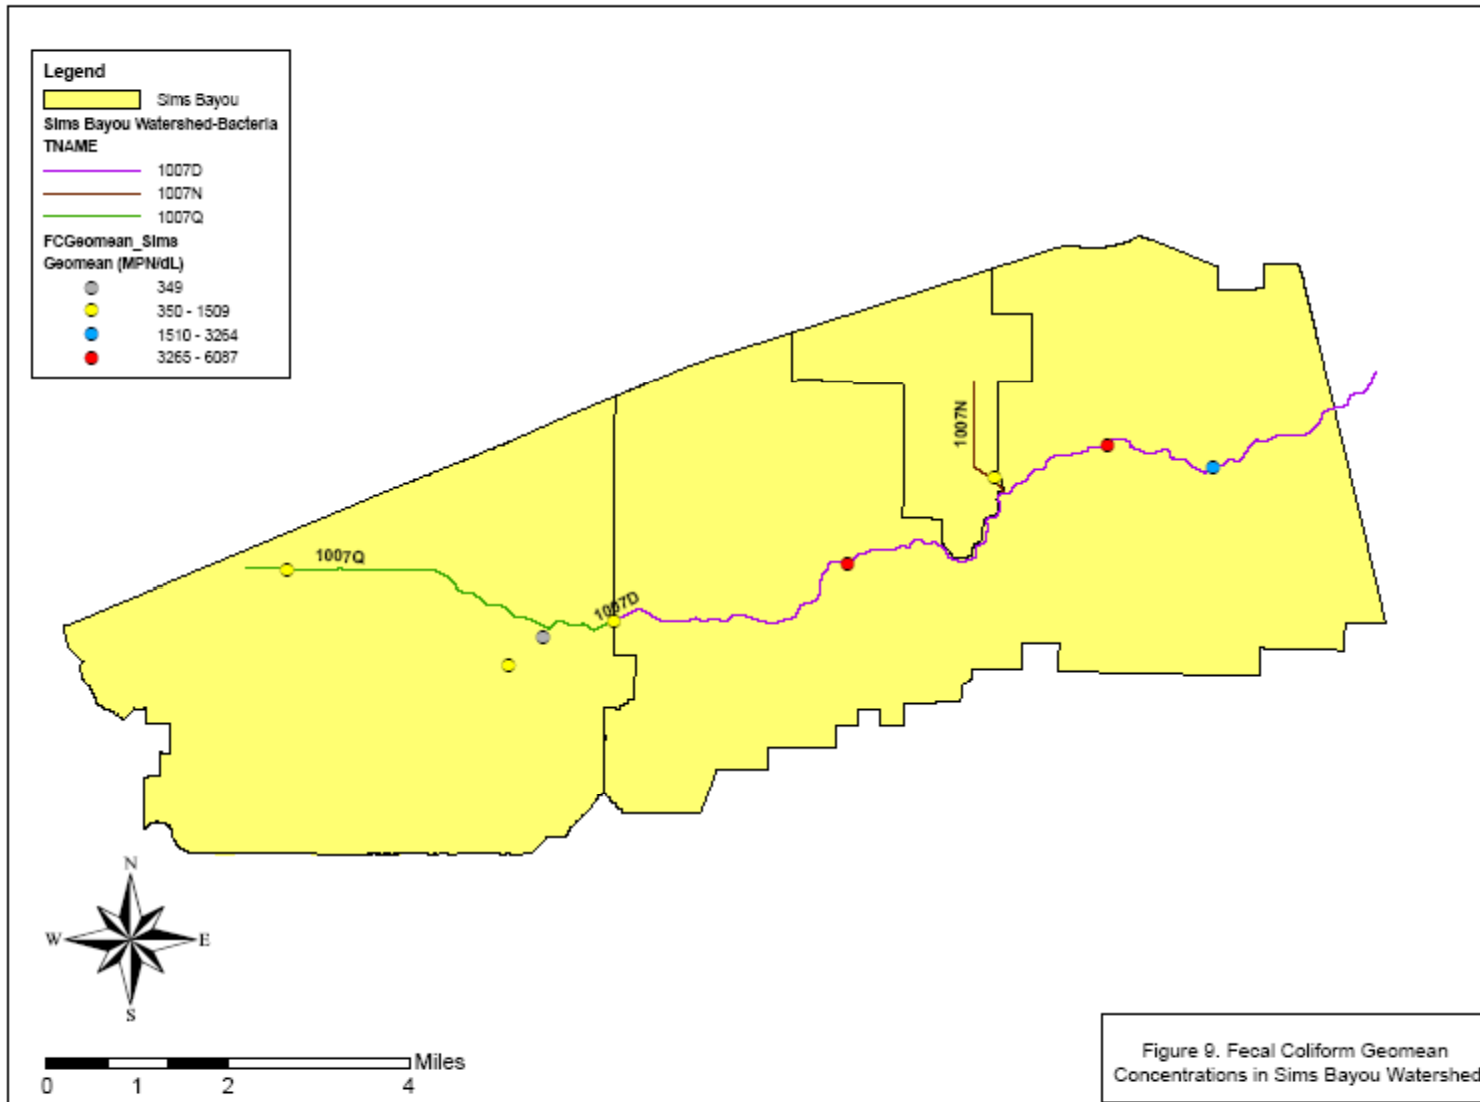 Legend
Sims Bayou
Sims Bayou Watershed-Bacteria
TNAME
1007D
1007N
1007Q
FCGeomean_Sims
Geomean (MPN/dL)
349
350 - 1509
1510 - 3264
3265 - 6087
1007N
1007Q
1007D
N
W E
S
Miles
0 1 2 4
Figure 9. Fecal Coliform Geomean
Concentrations in Sims Bayou Watershed